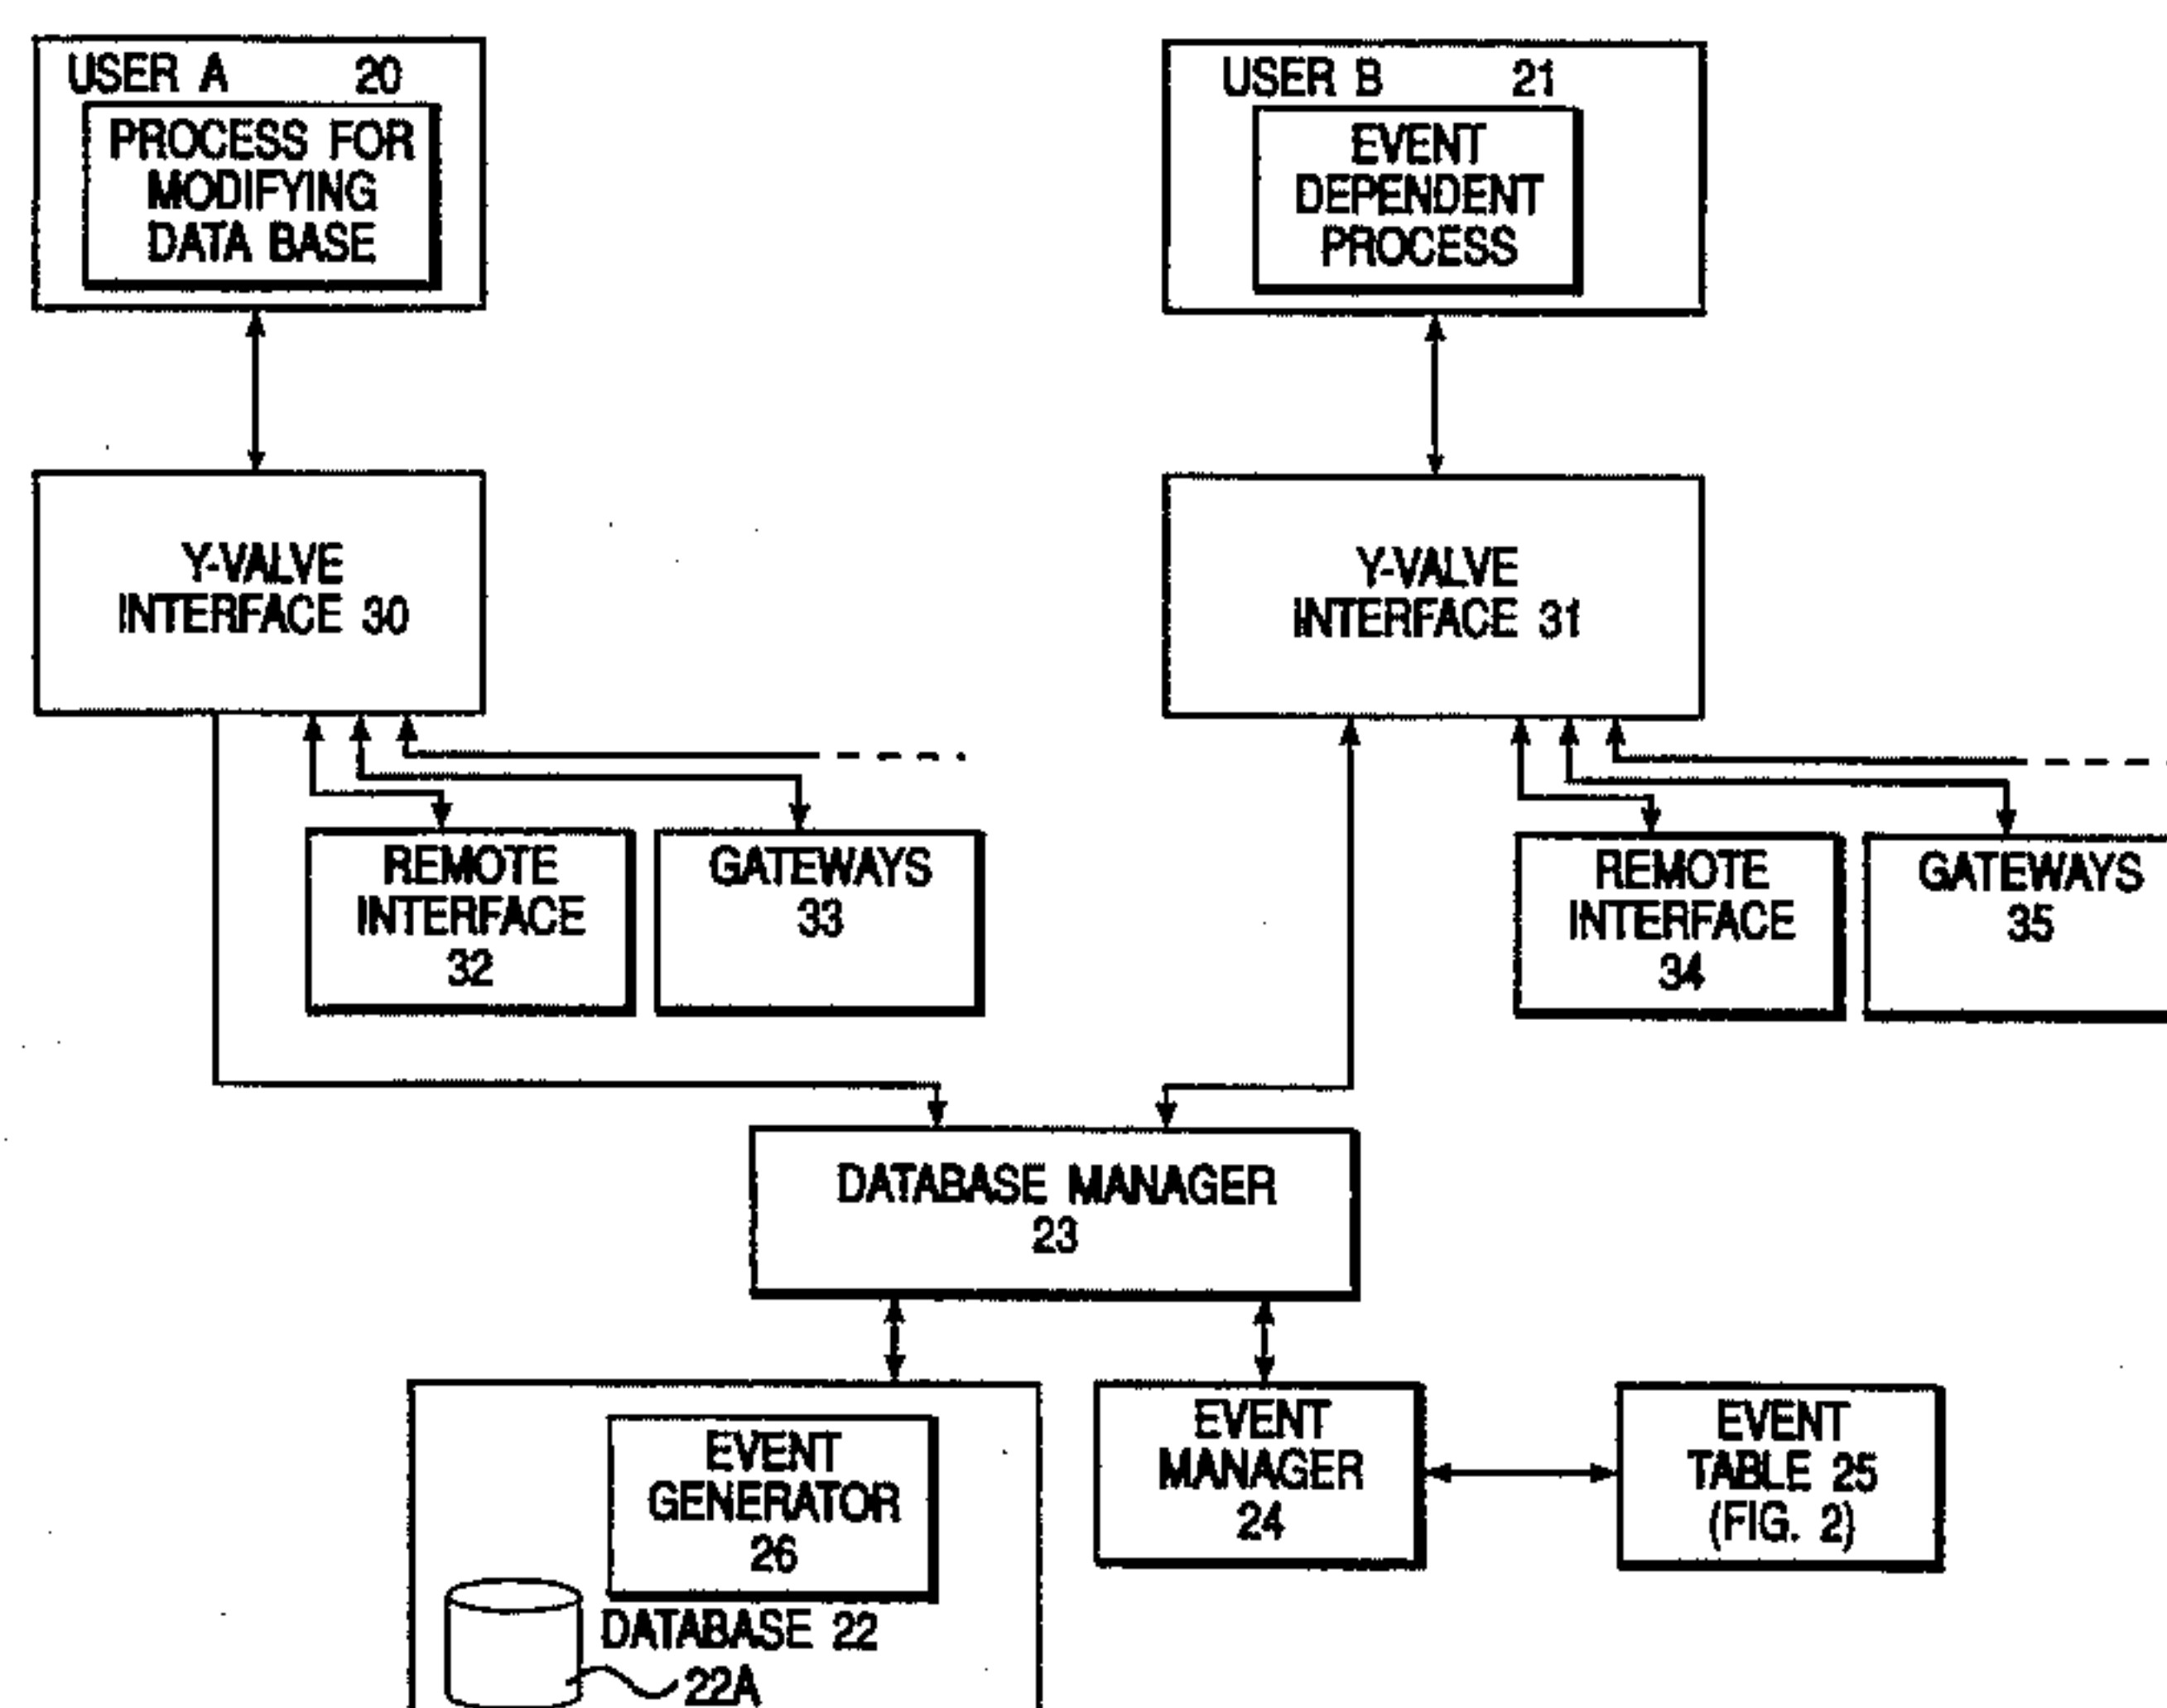 USER A 20
PROCESS FOR
MODIFYING
DATA BASE
USER B 21
EVENT
DEPENDENT
PROCESS
Y-VALVE
INTERFACE 30
Y-VALVE
INTERFACE 31
REMOTE
INTERFACE
32
GATEWAYS
33
REMOTE
INTERFACE
34
GATEWAYS
35
DATABASE MANAGER
23
EVENT
GENERATOR
26
DATABASE 22
22A
EVENT
MANAGER
24
EVENT
TABLE 25
(FIG. 2)